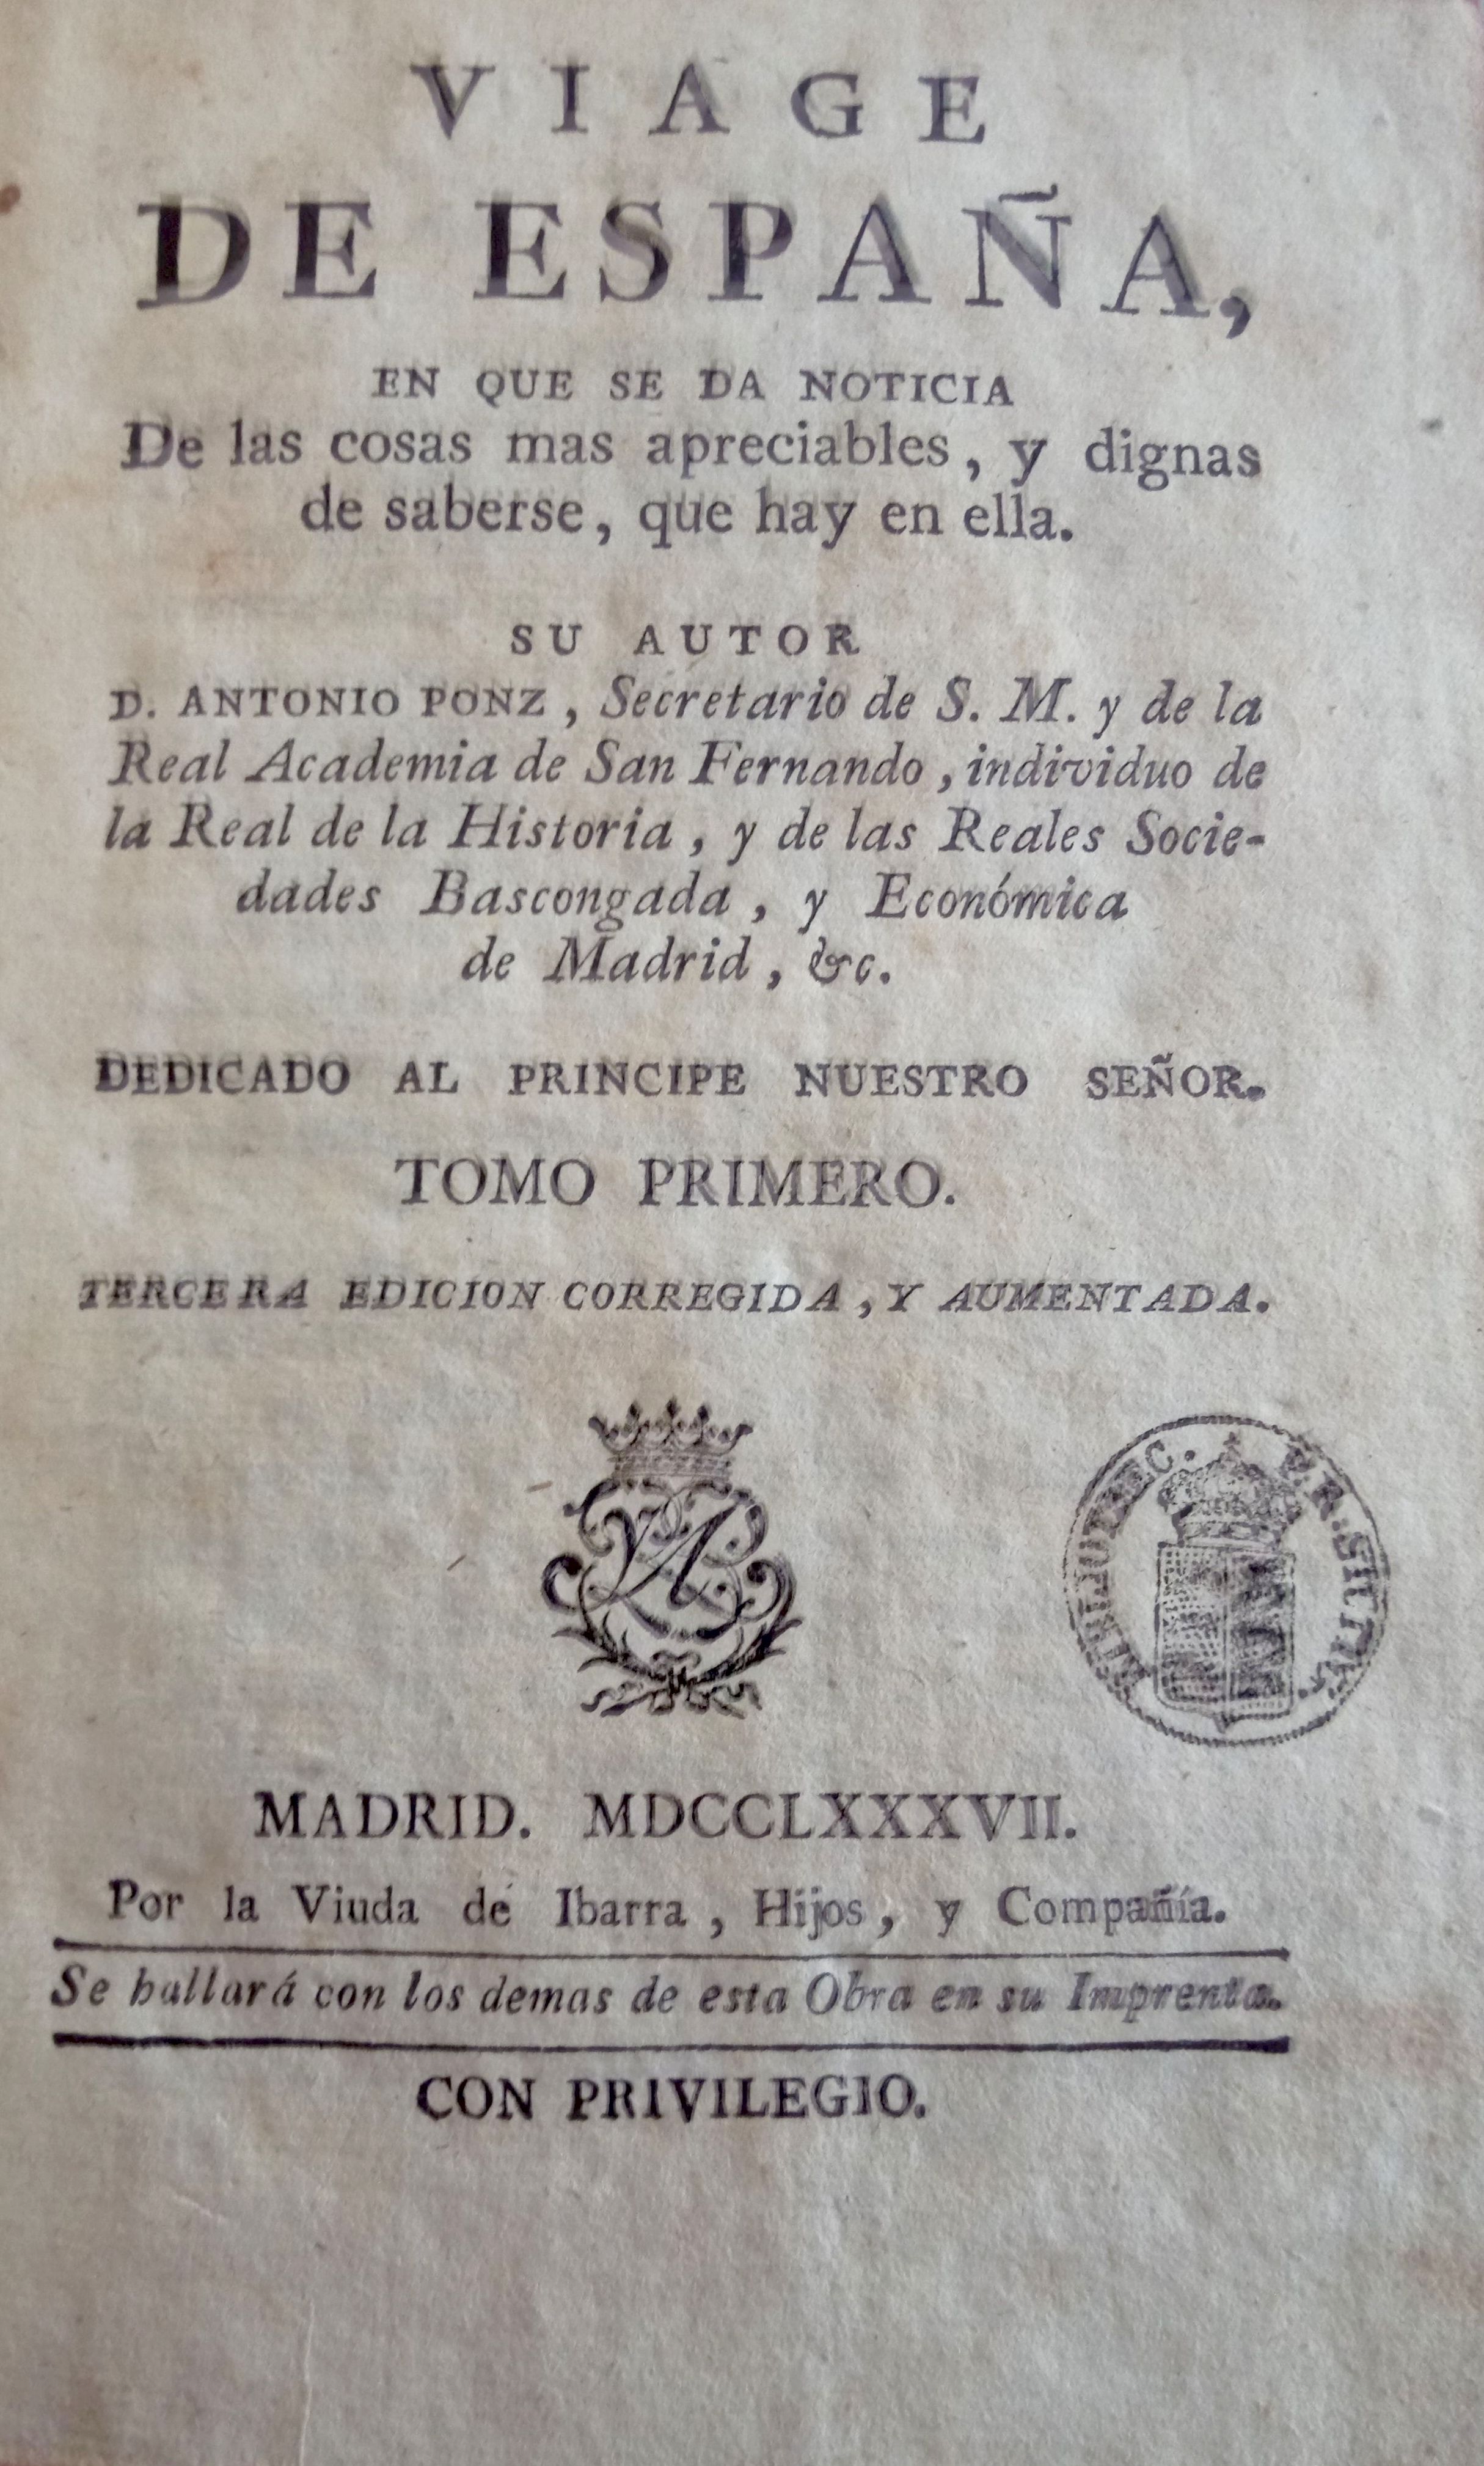 VIAGE
DE ESPAÑA,
EN QUE SE DA NOTICIA
De las cosas mas apreciables, y dignas
de saberse, que hay en ella.
SU AUTOR
D. ANTONIO PONZ, Secretario de S. M. y de la
Real Academia de San Fernando, individuo de
la Real de la Historia, y de las Reales Socie-
dades Bascongada, y Económica
de Madrid, &c.
DEDICADO AL PRINCIPE NUESTRO SEÑOR.
TOMO PRIMERO.
TERCERA EDICION CORREGIDA, Y AUMENTADA.
MADRID. MDCCLXXXVII.
Por la Viuda de Ibarra, Hijos, y Compañía.
Se hallará con los demas de esta Obra en su Imprenta.
CON PRIVILEGIO.